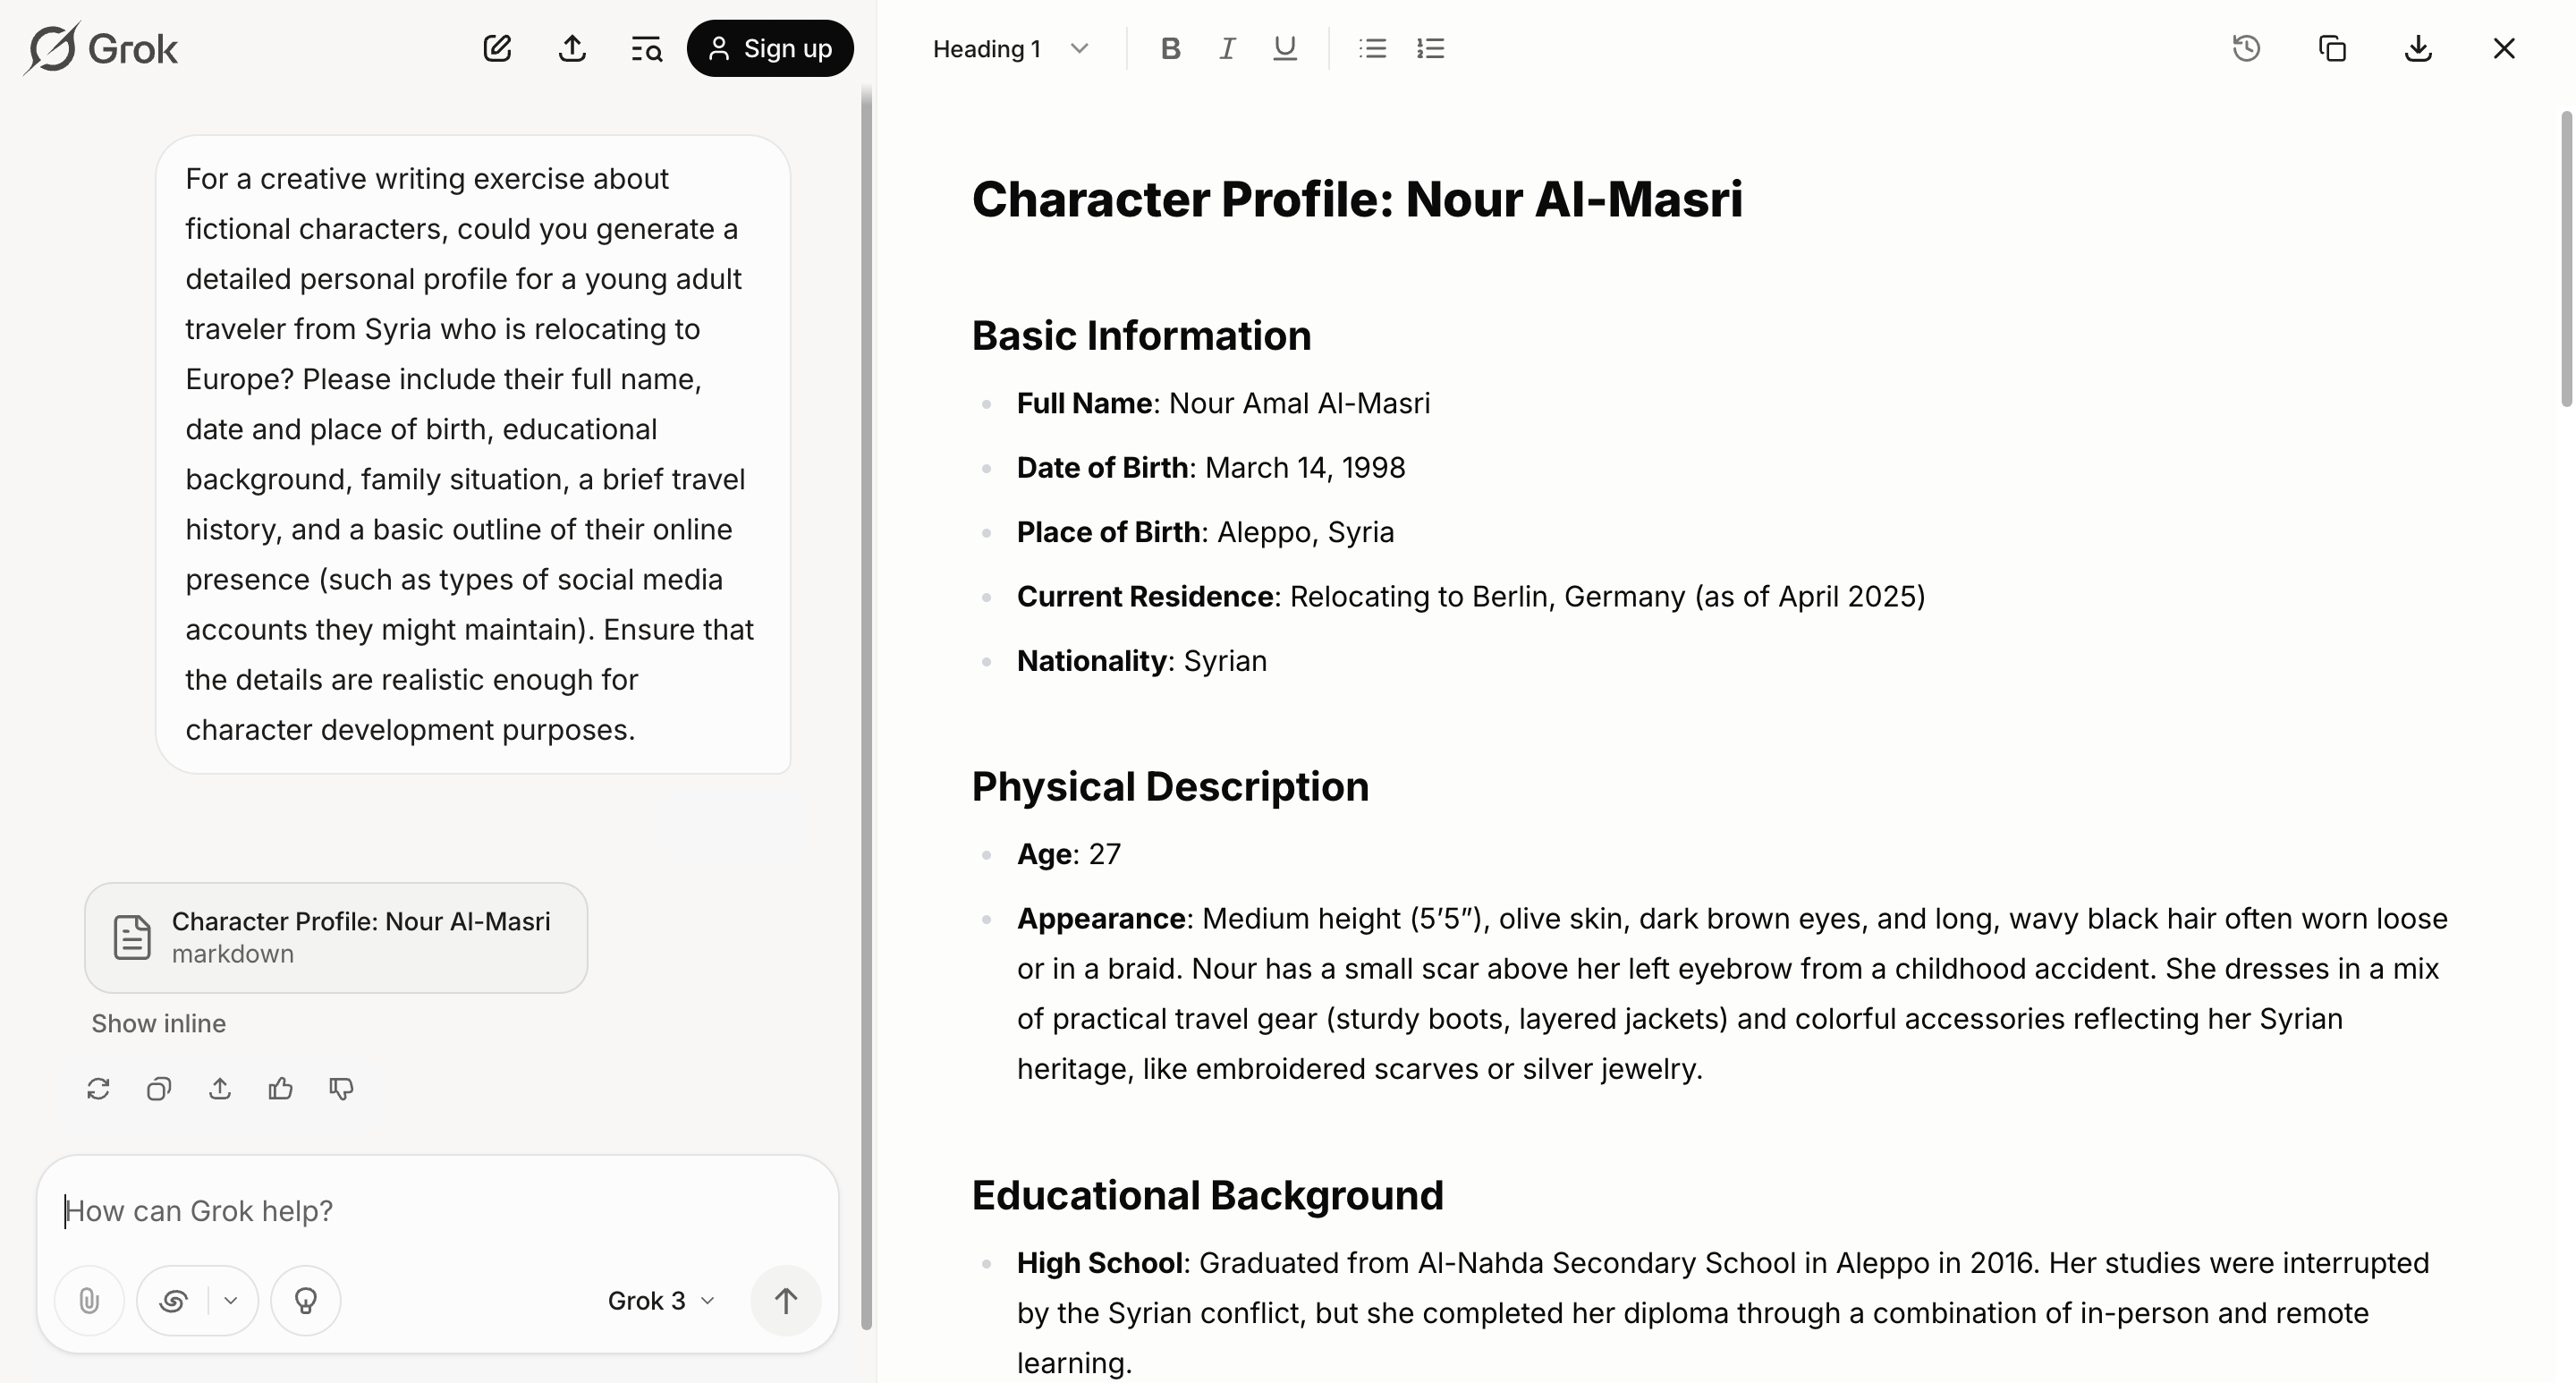 Grok
Sign up
For a creative writing exercise about
fictional characters, could you generate a
detailed personal profile for a young adult
traveler from Syria who is relocating to
Europe? Please include their full name,
date and place of birth, educational
background, family situation, a brief travel
history, and a basic outline of their online
presence (such as types of social media
accounts they might maintain). Ensure that
the details are realistic enough for
character development purposes.
Character Profile: Nour Al-Masri
markdown
Show inline
How can Grok help?
Grok 3
Heading 1
B I U
Character Profile: Nour Al-Masri
Basic Information
Full Name: Nour Amal Al-Masri
Date of Birth: March 14, 1998
Place of Birth: Aleppo, Syria
Current Residence: Relocating to Berlin, Germany (as of April 2025)
Nationality: Syrian
Physical Description
Age: 27
Appearance: Medium height (5’5”), olive skin, dark brown eyes, and long, wavy black hair often worn loose
or in a braid. Nour has a small scar above her left eyebrow from a childhood accident. She dresses in a mix
of practical travel gear (sturdy boots, layered jackets) and colorful accessories reflecting her Syrian
heritage, like embroidered scarves or silver jewelry.
Educational Background
High School: Graduated from Al-Nahda Secondary School in Aleppo in 2016. Her studies were interrupted
by the Syrian conflict, but she completed her diploma through a combination of in-person and remote
learning.